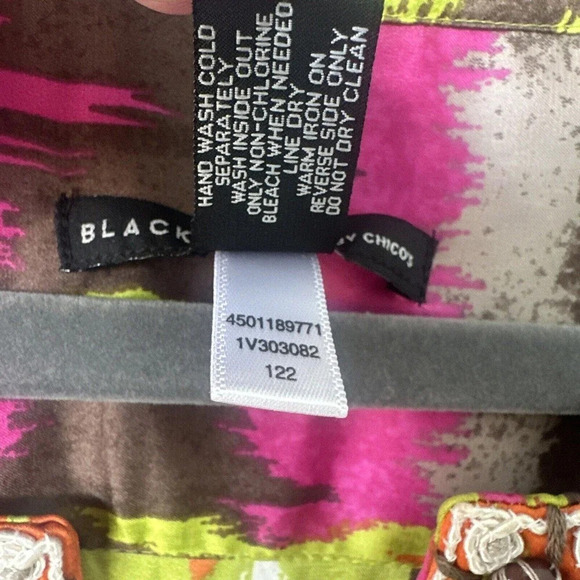 HAND WASH COLD
SEPARATELY
WASH INSIDE OUT
ONLY NON-CHLORINE
BLEACH WHEN NEEDED
LINE DRY
WARM IRON ON
REVERSE SIDE ONLY
DO NOT DRY CLEAN
BLACK
BY CHICO'S
4501189771
1V303082
122